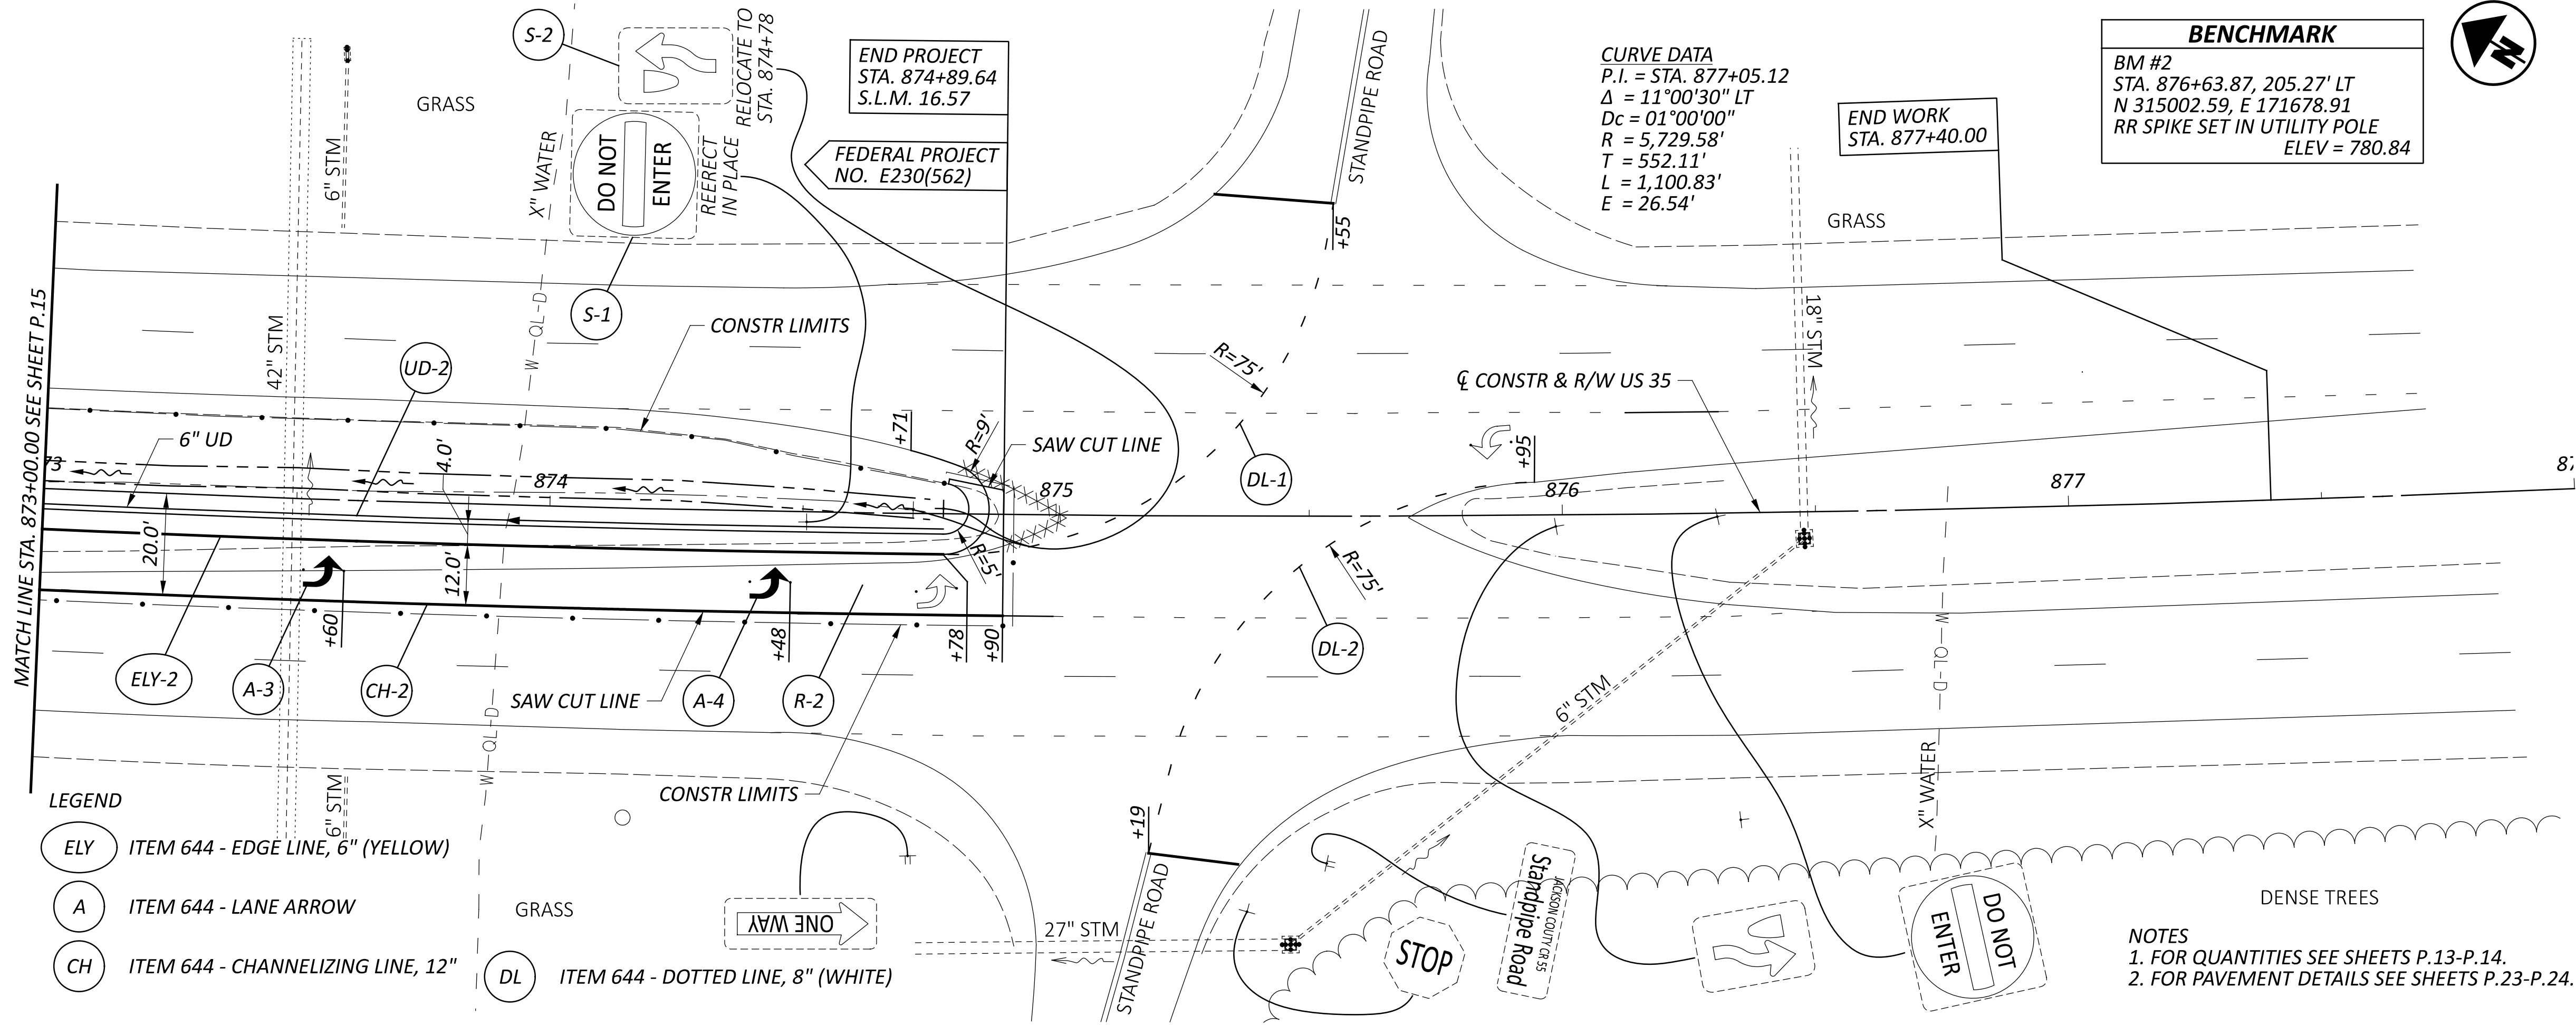 S-2
RELOCATE TO
STA. 874+78
END PROJECT
STA. 874+89.64
S.L.M. 16.57
FEDERAL PROJECT
NO. E230(562)
STANDPIPE ROAD
CURVE DATA
P.I. = STA. 877+05.12
Δ = 11°00'30" LT
Dc = 01°00'00"
R = 5,729.58'
T = 552.11'
L = 1,100.83'
E = 26.54'
END WORK
STA. 877+40.00
BENCHMARK
BM #2
STA. 876+63.87, 205.27' LT
N 315002.59, E 171678.91
RR SPIKE SET IN UTILITY POLE
ELEV = 780.84
N
GRASS
6" STM
X" WATER
DO NOT
ENTER
REERECT
IN PLACE
S-1
+55
GRASS
MATCH LINE STA. 873+00.00 SEE SHEET P.15
42" STM
W
QL-D
UD-2
CONSTR LIMITS
R=75'
18" STM
℄ CONSTR & R/W US 35
6" UD
4.0'
+71
R=9'
SAW CUT LINE
DL-1
+95
73
874
875
876
877
87
20.0'
12.0'
R=5'
R=75'
+60
+48
+78
+90
DL-2
ELY-2
A-3
CH-2
SAW CUT LINE
A-4
R-2
6" STM
W
QL-D
W
QL-D
W
X" WATER
CONSTR LIMITS
6" STM
+19
LEGEND
ELY
ITEM 644 - EDGE LINE, 6" (YELLOW)
A
ITEM 644 - LANE ARROW
CH
ITEM 644 - CHANNELIZING LINE, 12"
DL
ITEM 644 - DOTTED LINE, 8" (WHITE)
GRASS
ONE WAY
27" STM
STANDPIPE ROAD
STOP
JACKSON COUTY CR 55
Standpipe Road
DO NOT
ENTER
DENSE TREES
NOTES
1. FOR QUANTITIES SEE SHEETS P.13-P.14.
2. FOR PAVEMENT DETAILS SEE SHEETS P.23-P.24.